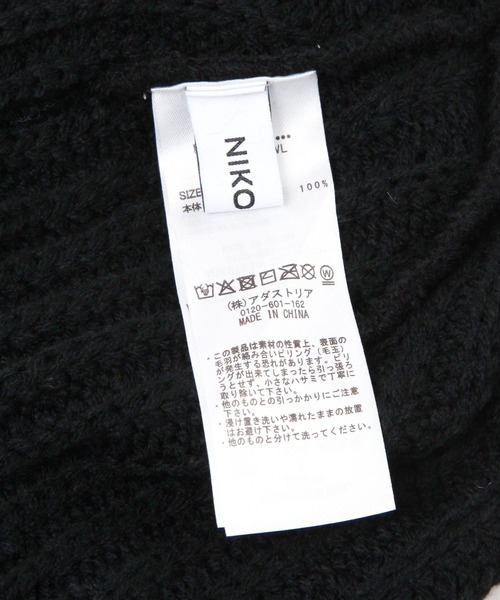 NIKO
WL
SIZE
本体 100%
(株)アダストリア
0120-601-162
MADE IN CHINA
・この製品は素材の性質上、表面の
毛羽が絡み合いピリング(毛玉)
が発生する恐れがあります。ピリ
ングが出来てしまったら引っ張ろ
うとせず、小さなハサミで丁寧に
取り除いて下さい。
・他のものとの引っかかりにご注意
下さい。
・浸け置き洗いや濡れたままの放置
はお避け下さい。
・他のものと分けて洗ってください。